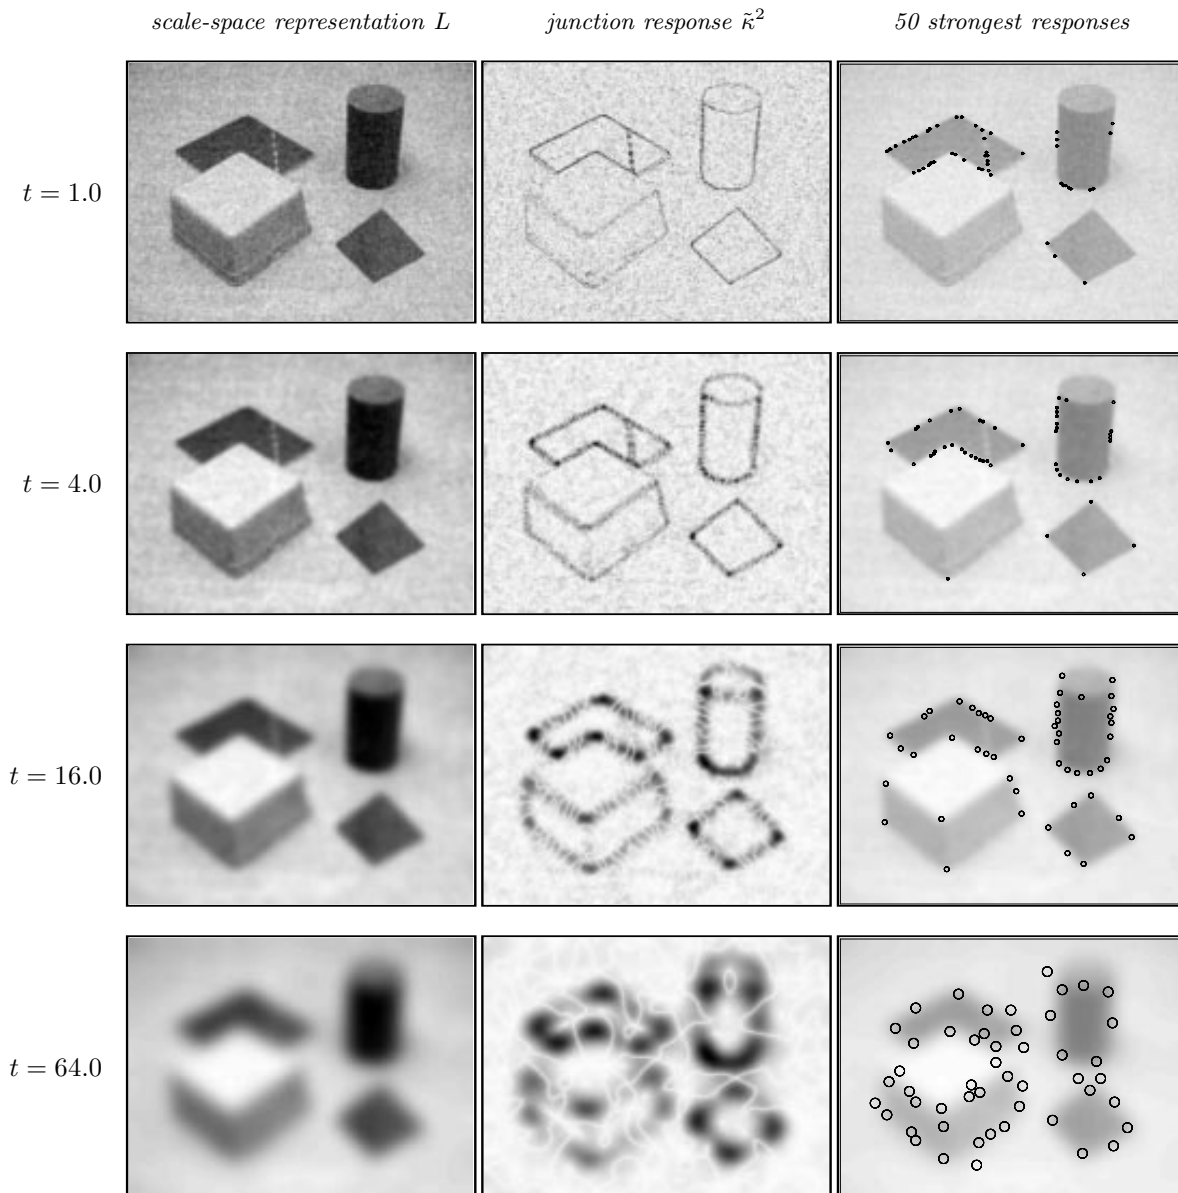 scale-space representation L
junction response κ̃²
50 strongest responses
t = 1.0
t = 4.0
t = 16.0
t = 64.0